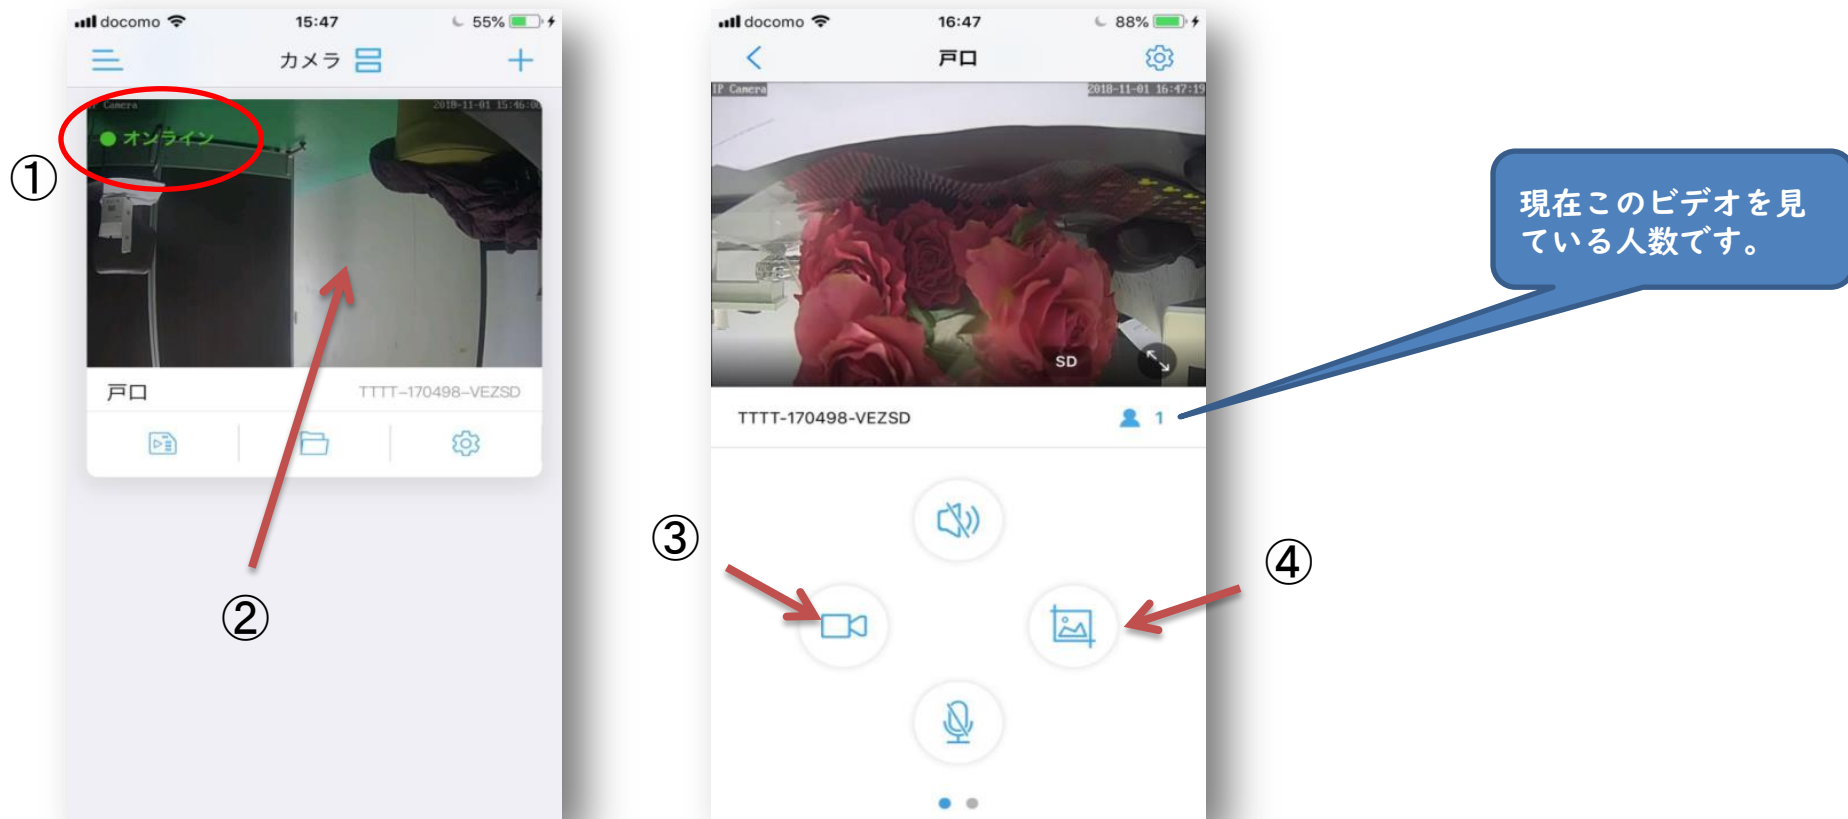 docomo 15:47 55%
カメラ
IP Camera 2018-11-01 15:46:06
オンライン
①
戸口 TTTT-170498-VEZSD
②
docomo 16:47 88%
戸口
IP Camera 2018-11-01 16:47:19
SD
TTTT-170498-VEZSD 1
③
④
現在このビデオを見
ている人数です。